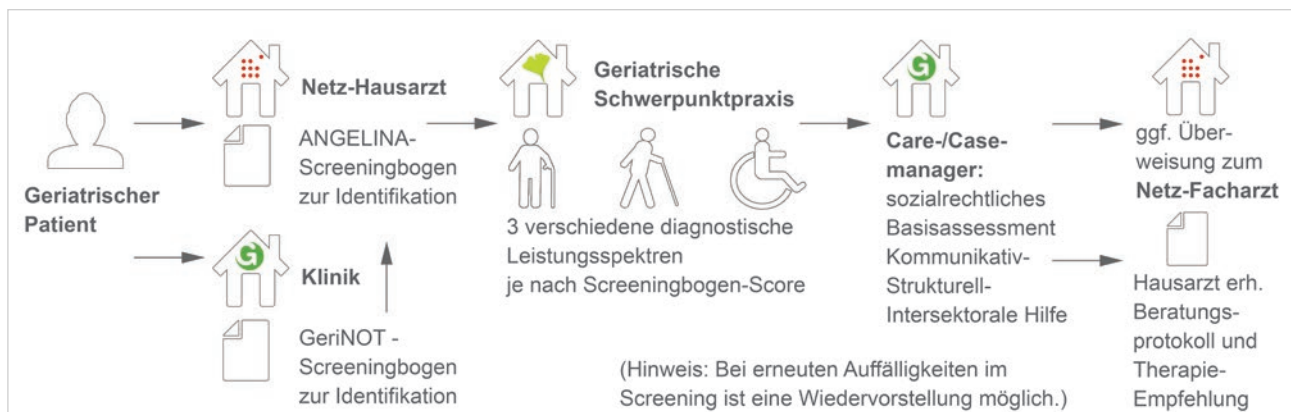 Geriatrischer
Patient
Netz-Hausarzt
ANGELINA-
Screeningbogen
zur Identifikation
G
Klinik
GeriNOT -
Screeningbogen
zur Identifikation
Geriatrische
Schwerpunktpraxis
3 verschiedene diagnostische
Leistungsspektren
je nach Screeningbogen-Score
G
Care-/Case-
manager:
sozialrechtliches
Basisassessment
Kommunikativ-
Strukturell-
Intersektorale Hilfe
(Hinweis: Bei erneuten Auffälligkeiten im
Screening ist eine Wiedervorstellung möglich.)
ggf. Über-
weisung zum
Netz-Facharzt
Hausarzt erh.
Beratungs-
protokoll und
Therapie-
Empfehlung